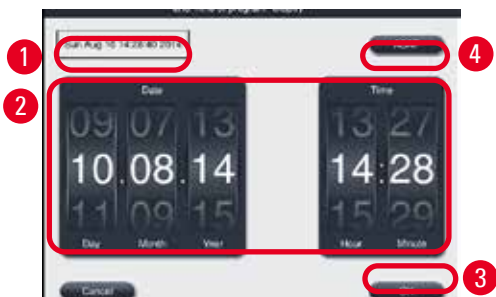 1
Sun Aug 10 14:28:40 2014
4
2
Date
Time
09 07 13
13 27
10.08.14
14:28
11 09 15
15 29
Day Month Year
Hour Minute
Cancel
3